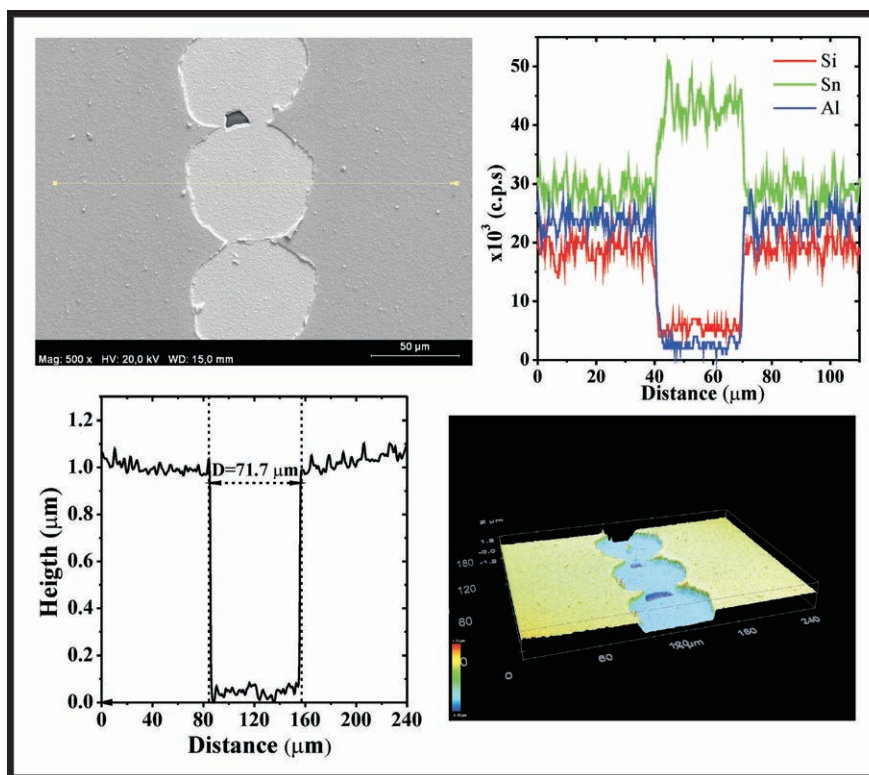 Mag: 500 x HV: 20,0 kV WD: 15,0 mm
50 µm
50
40
30
20
10
0
x10³ (c.p.s)
Si
Sn
Al
0 20 40 60 80 100
Distance (µm)
1.2
1.0
0.8
0.6
0.4
0.2
0.0
Heigth (µm)
D=71.7 µm
0 40 80 120 160 200 240
Distance (µm)
180
120
60
0
0
60
180
240